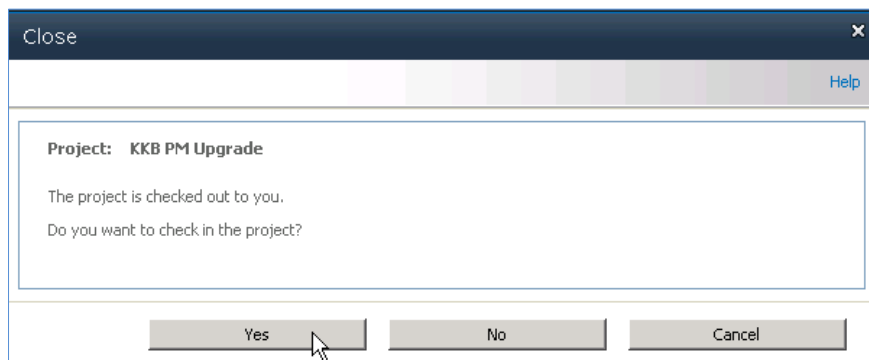 Close
Help
Project: KKB PM Upgrade
The project is checked out to you.
Do you want to check in the project?
Yes
No
Cancel